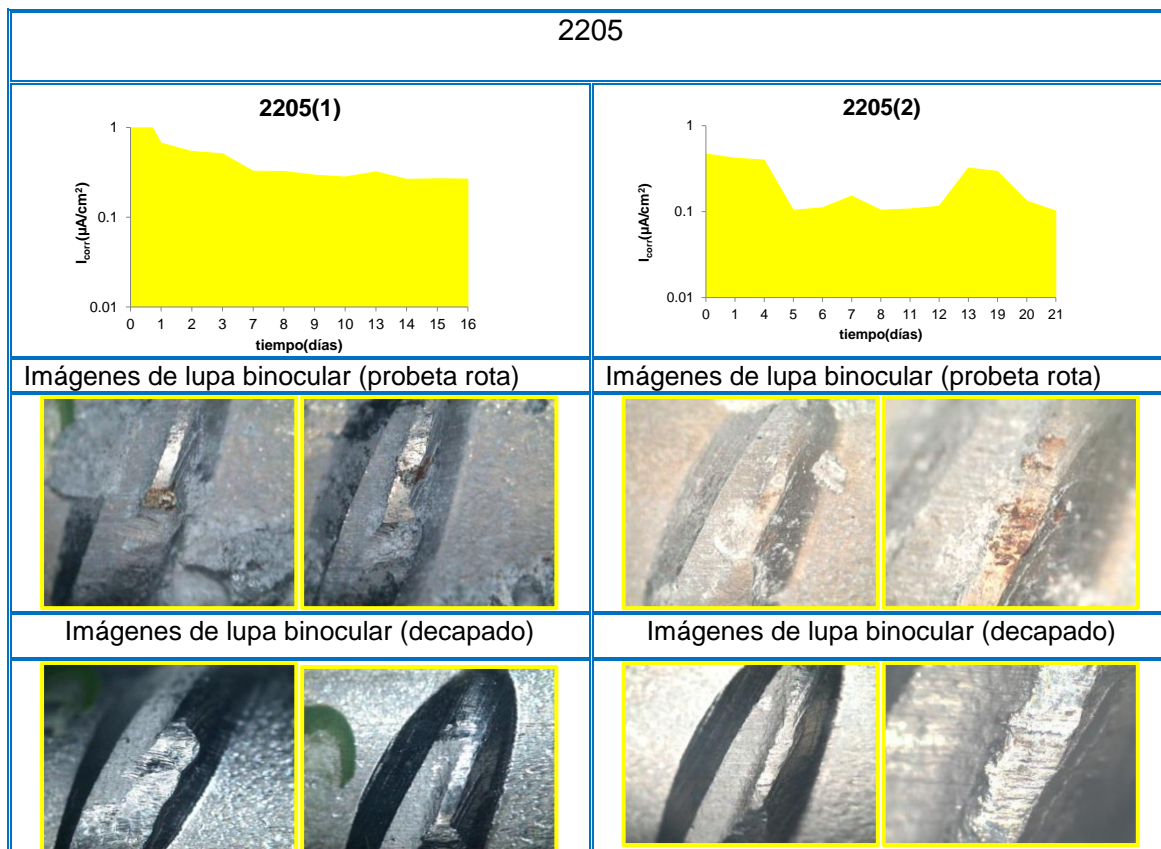 2205
2205(1)
1
0.1
0.01
I_corr(µA/cm²)
0 1 2 3 7 8 9 10 13 14 15 16
tiempo(días)
2205(2)
1
0.1
0.01
I_corr(µA/cm²)
0 1 4 5 6 7 8 11 12 13 19 20 21
tiempo(días)
Imágenes de lupa binocular (probeta rota)
Imágenes de lupa binocular (probeta rota)
Imágenes de lupa binocular (decapado)
Imágenes de lupa binocular (decapado)